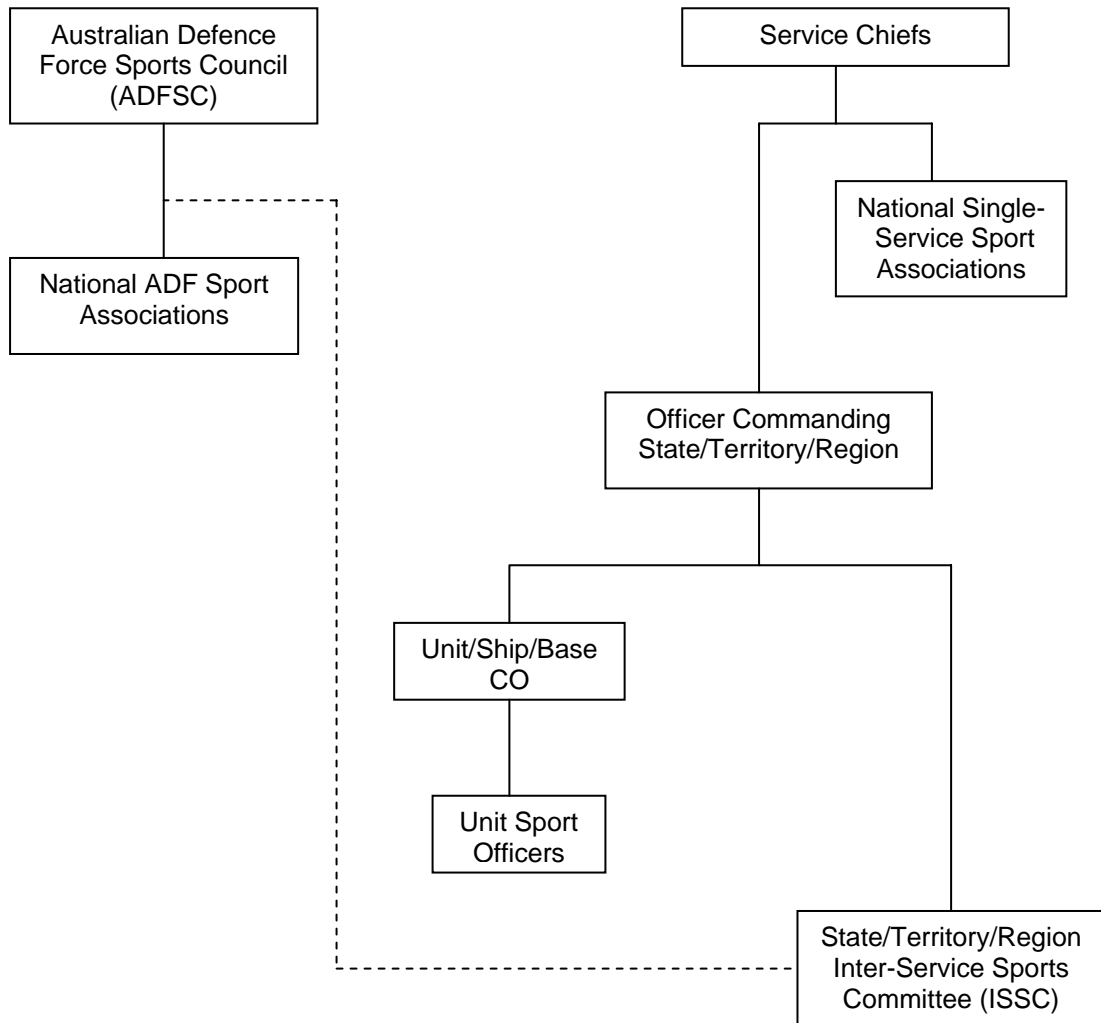 Australian Defence
Force Sports Council
(ADFSC)
Service Chiefs
National Single-
Service Sport
Associations
National ADF Sport
Associations
Officer Commanding
State/Territory/Region
Unit/Ship/Base
CO
Unit Sport
Officers
State/Territory/Region
Inter-Service Sports
Committee (ISSC)